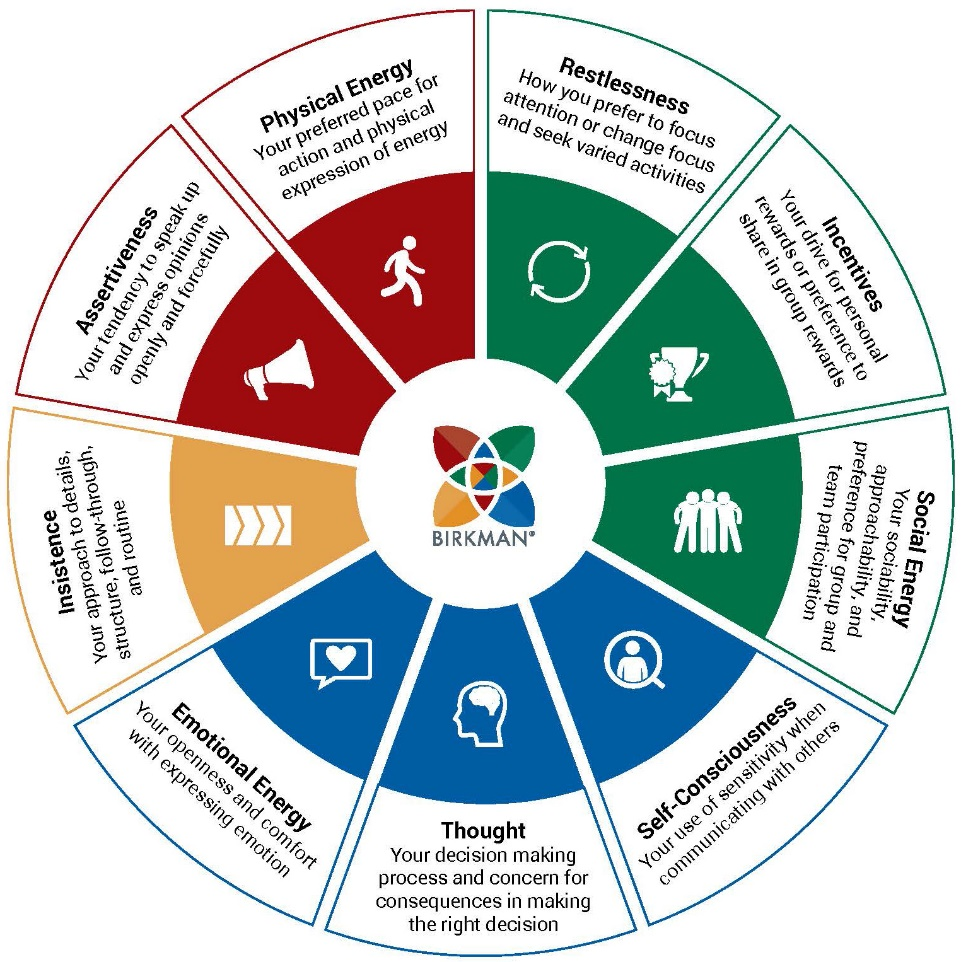 Physical Energy
Your preferred pace for
action and physical
expression of energy
Restlessness
How you prefer to focus
attention or change focus
and seek varied activities
Incentives
Your drive for personal
rewards or preference to
share in group rewards
Social Energy
Your sociability,
approachability, and
preference for group and
team participation
Self-Consciousness
Your use of sensitivity when
communicating with others
Thought
Your decision making
process and concern for
consequences in making
the right decision
Emotional Energy
Your openness and comfort
with expressing emotion
Insistence
Your approach to details,
structure, follow-through,
and routine
Assertiveness
Your tendency to speak up
and express opinions
openly and forcefully
BIRKMAN®